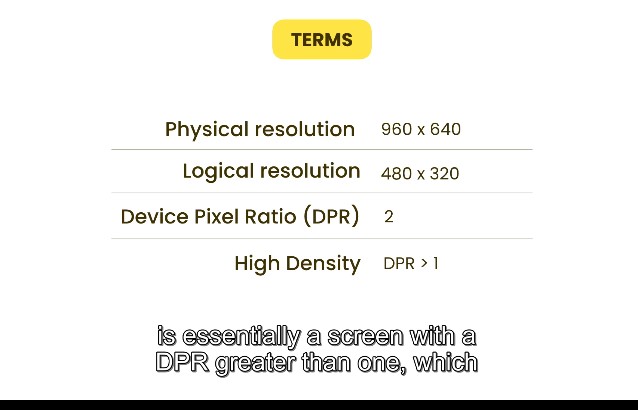 TERMS
Physical resolution 960 x 640
Logical resolution 480 x 320
Device Pixel Ratio (DPR) 2
High Density DPR > 1
is essentially a screen with a
DPR greater than one, which